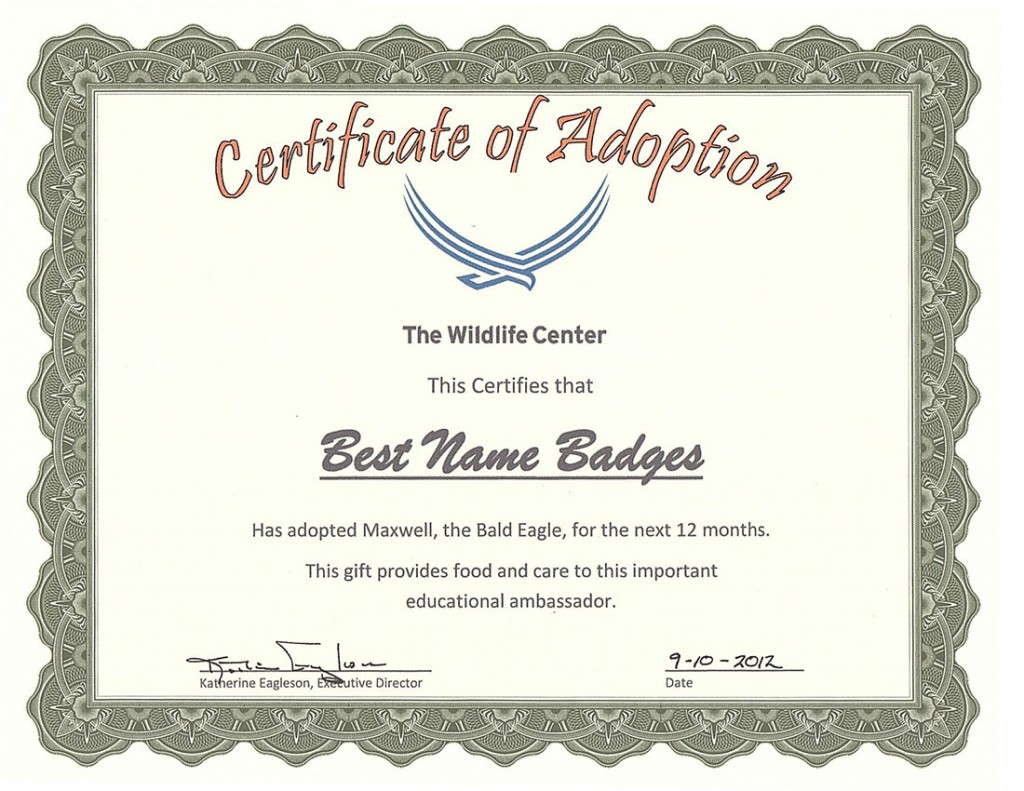 Certificate of Adoption
The Wildlife Center
This Certifies that
Best Name Badges
Has adopted Maxwell, the Bald Eagle, for the next 12 months.
This gift provides food and care to this important
educational ambassador.
9-10-2012
Katherine Eagleson, Executive Director
Date